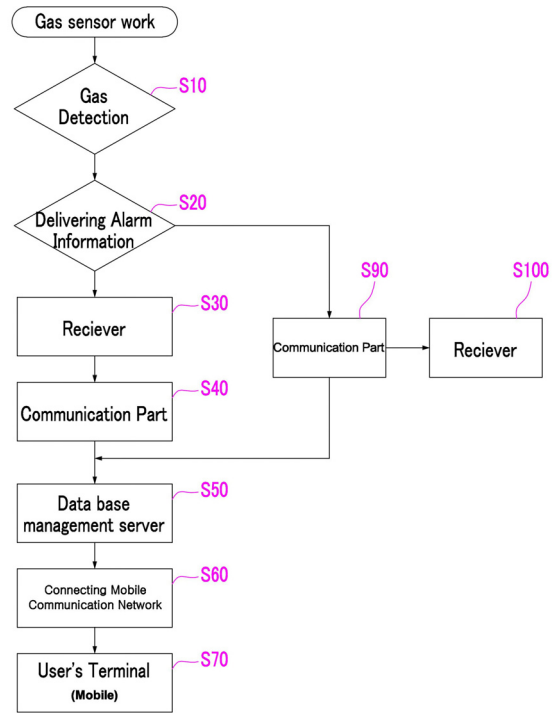 Gas sensor work
S10
Gas
Detection
S20
Delivering Alarm
Information
S90
S100
S30
Reciever
Communication Part
Reciever
S40
Communication Part
S50
Data base
management server
S60
Connecting Mobile
Communication Network
S70
User's Terminal
(Mobile)